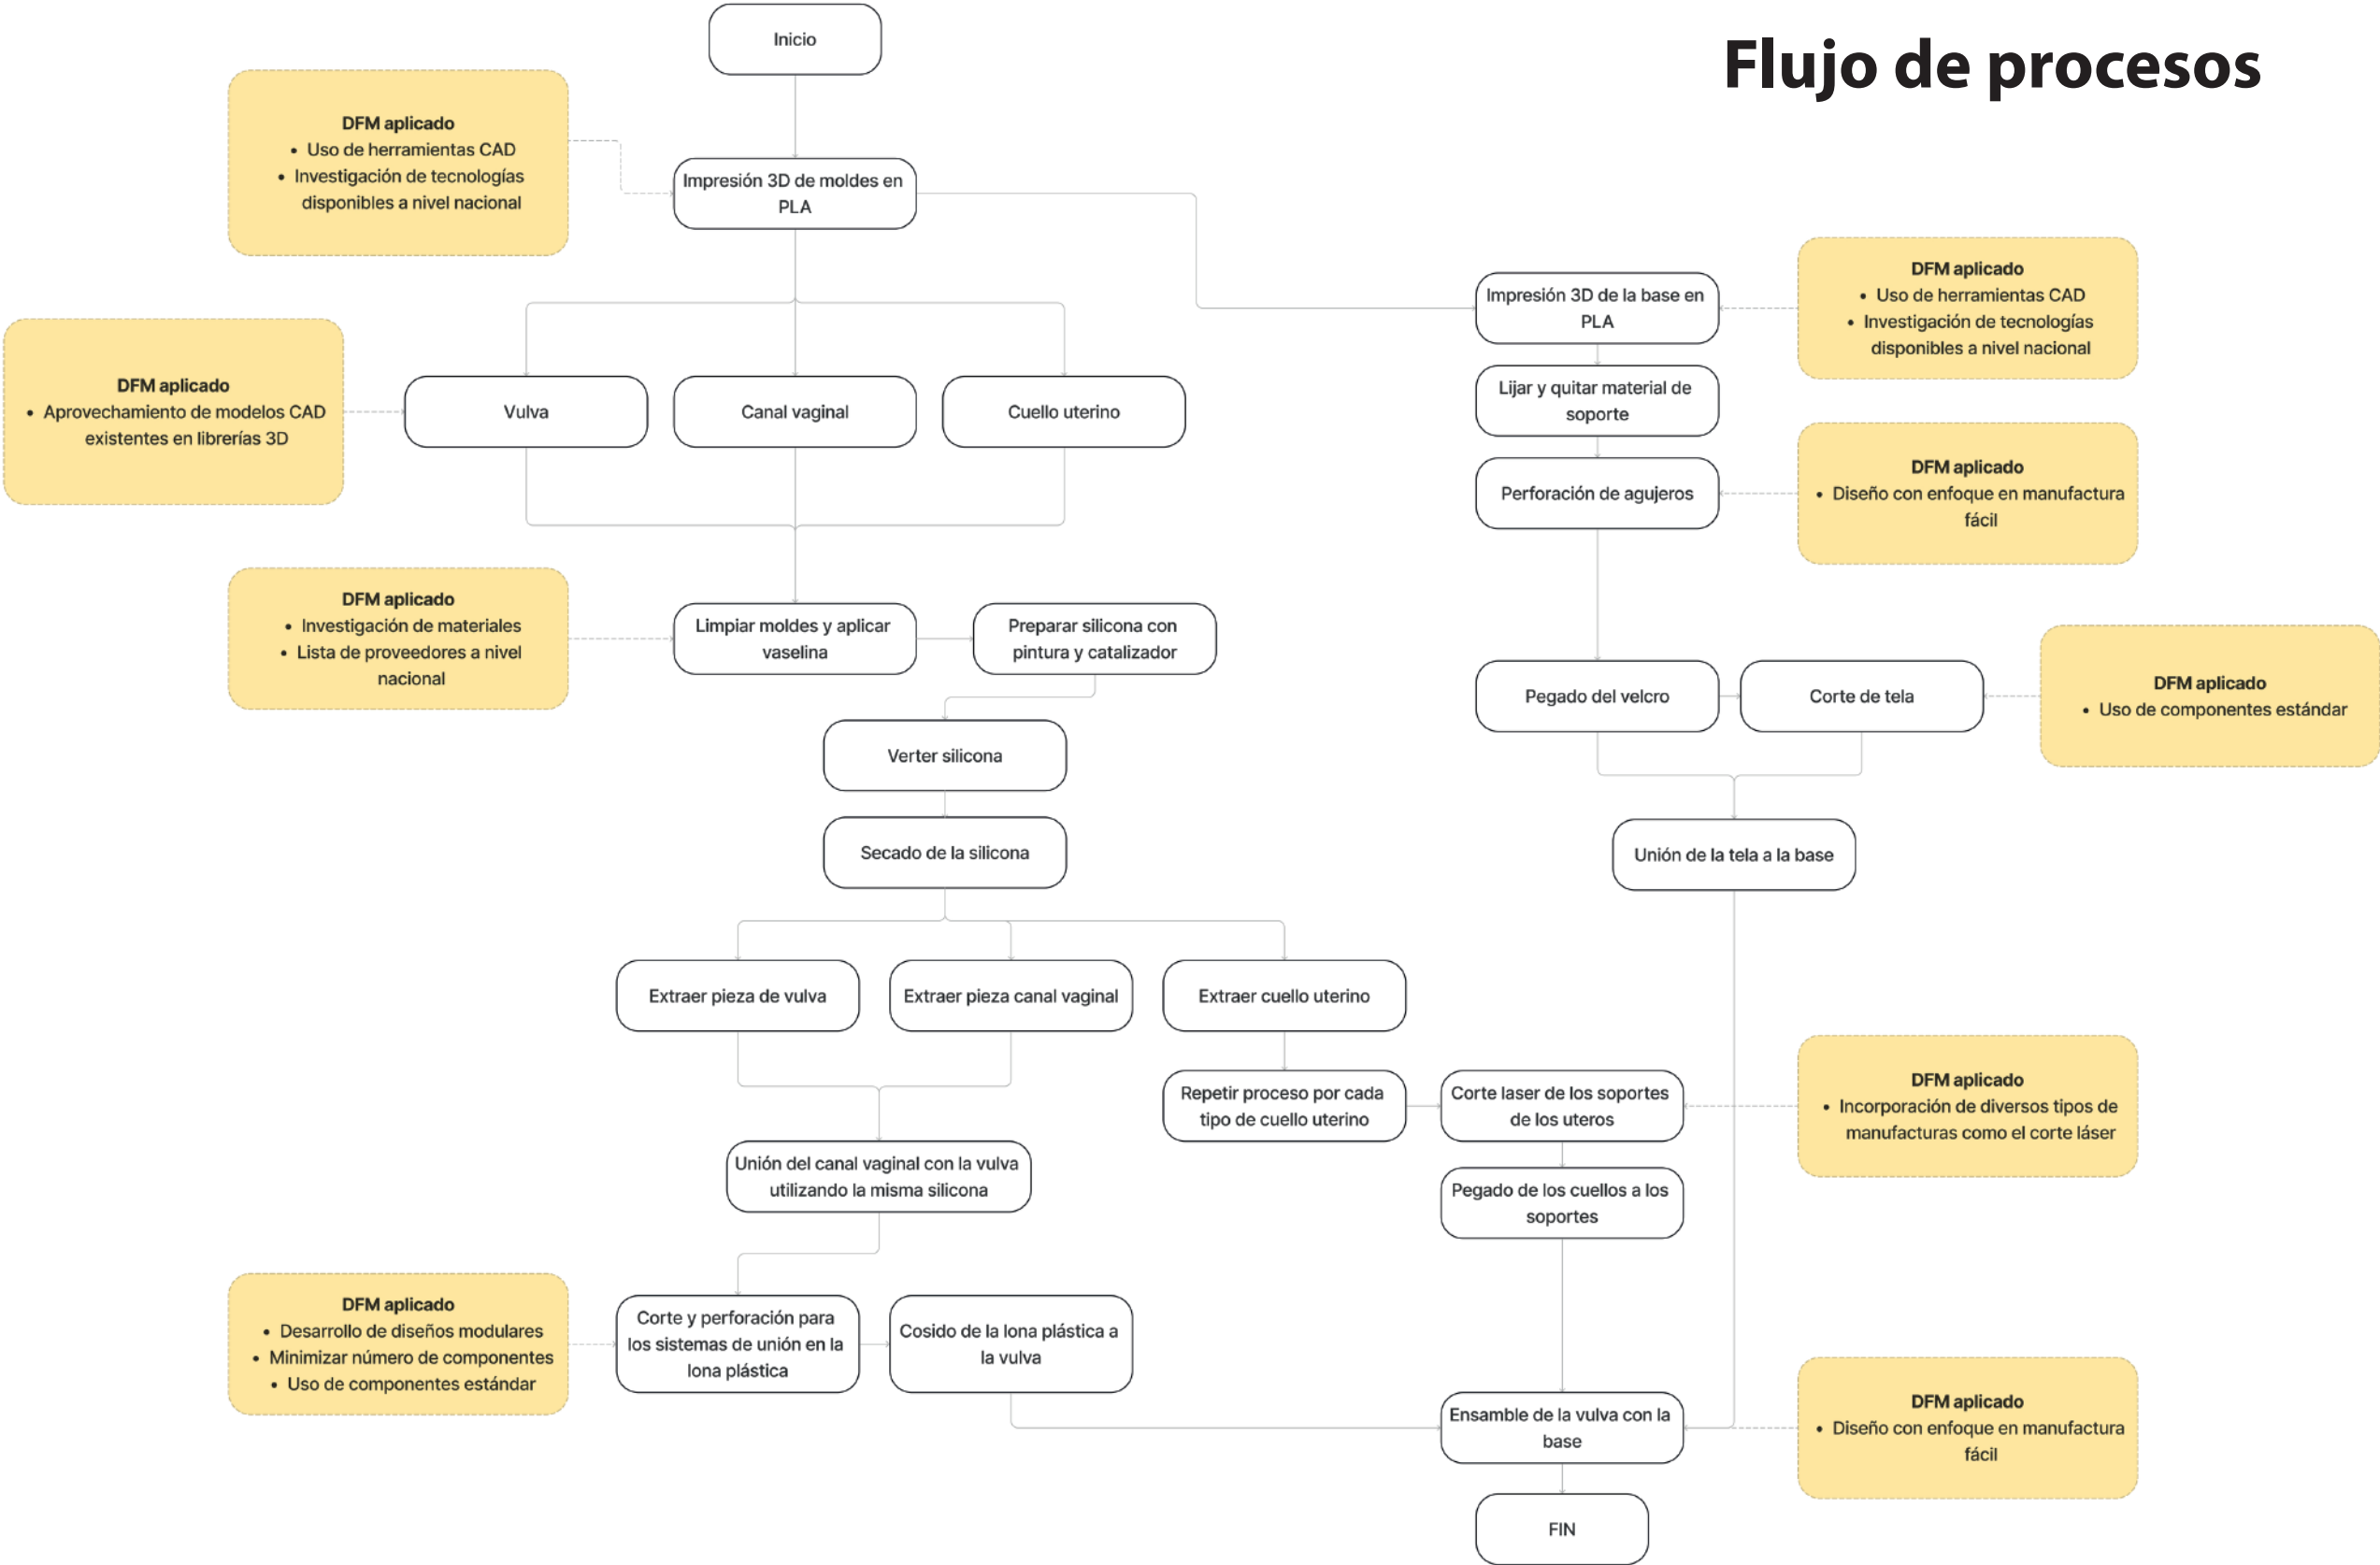 Flujo de procesos
Inicio
DFM aplicado
• Uso de herramientas CAD
• Investigación de tecnologías
disponibles a nivel nacional
Impresión 3D de moldes en
PLA
DFM aplicado
• Aprovechamiento de modelos CAD
existentes en librerías 3D
Vulva
Canal vaginal
Cuello uterino
DFM aplicado
• Investigación de materiales
• Lista de proveedores a nivel
nacional
Limpiar moldes y aplicar
vaselina
Preparar silicona con
pintura y catalizador
Verter silicona
Secado de la silicona
Extraer pieza de vulva
Extraer pieza canal vaginal
Extraer cuello uterino
Repetir proceso por cada
tipo de cuello uterino
Corte laser de los soportes
de los uteros
DFM aplicado
• Incorporación de diversos tipos de
manufacturas como el corte láser
Pegado de los cuellos a los
soportes
Unión del canal vaginal con la vulva
utilizando la misma silicona
DFM aplicado
• Desarrollo de diseños modulares
• Minimizar número de componentes
• Uso de componentes estándar
Corte y perforación para
los sistemas de unión en la
lona plástica
Cosido de la lona plástica a
la vulva
Impresión 3D de la base en
PLA
DFM aplicado
• Uso de herramientas CAD
• Investigación de tecnologías
disponibles a nivel nacional
Lijar y quitar material de
soporte
Perforación de agujeros
DFM aplicado
• Diseño con enfoque en manufactura
fácil
Pegado del velcro
Corte de tela
DFM aplicado
• Uso de componentes estándar
Unión de la tela a la base
Ensamble de la vulva con la
base
DFM aplicado
• Diseño con enfoque en manufactura
fácil
FIN